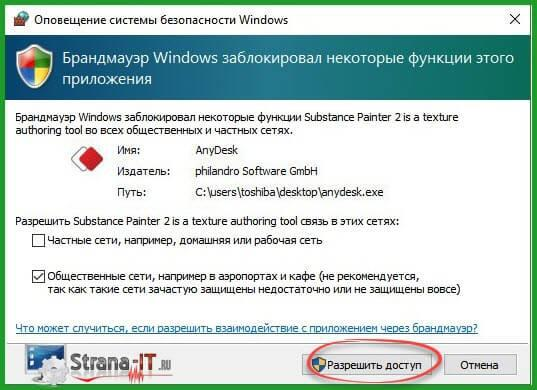 Оповещение системы безопасности Windows
Брандмауэр Windows заблокировал некоторые функции этого
приложения
Брандмауэр Windows заблокировал некоторые функции Substance Painter 2 is a texture
authoring tool во всех общественных и частных сетях.
Имя: AnyDesk
Издатель: philandro Software GmbH
Путь: C:\users\toshiba\desktop\anydesk.exe
Разрешить Substance Painter 2 is a texture authoring tool связь в этих сетях:
Частные сети, например, домашняя или рабочая сеть
Общественные сети, например в аэропортах и кафе (не рекомендуется,
так как такие сети зачастую защищены недостаточно или не защищены вовсе)
Что может случиться, если разрешить взаимодействие с приложением через брандмауэр?
Strana-IT.RU
Разрешить доступ
Отмена